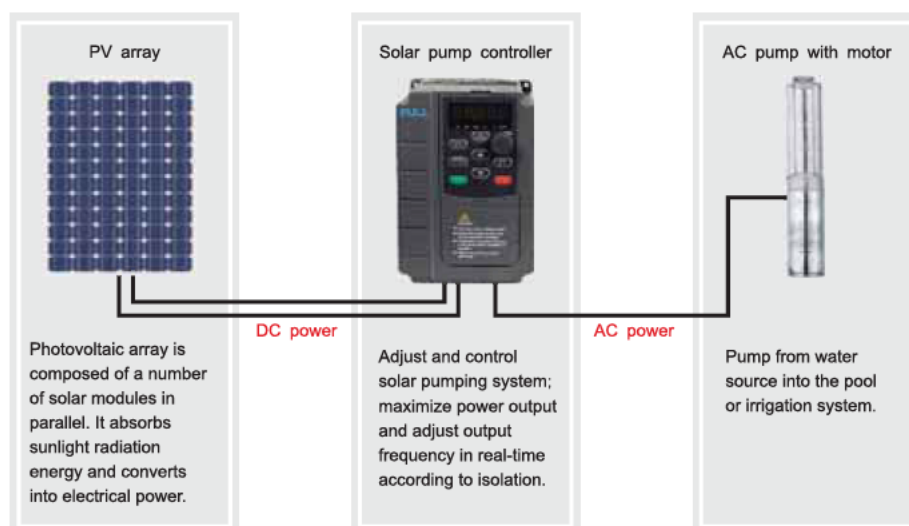 PV array
Solar pump controller
AC pump with motor
DC power
AC power
Photovoltaic array is
composed of a number
of solar modules in
parallel. It absorbs
sunlight radiation
energy and converts
into electrical power.
Adjust and control
solar pumping system;
maximize power output
and adjust output
frequency in real-time
according to isolation.
Pump from water
source into the pool
or irrigation system.